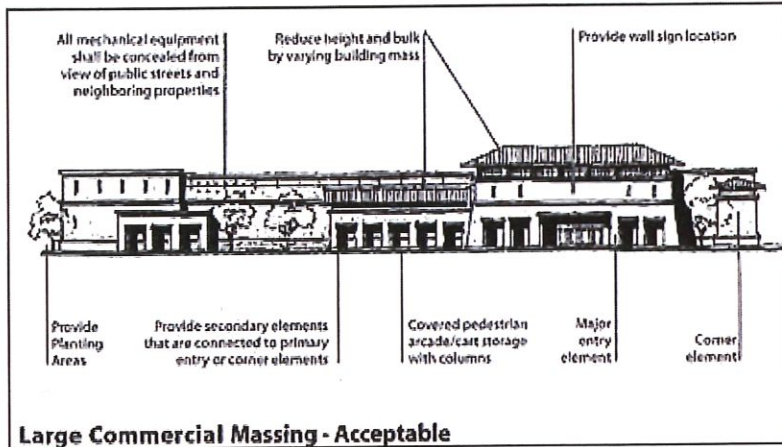 All mechanical equipment
shall be concealed from
view of public streets and
neighboring properties
Reduce height and bulk
by varying building mass
Provide wall sign location
Provide
Planting
Areas
Provide secondary elements
that are connected to primary
entry or corner elements
Covered pedestrian
arcade/cart storage
with columns
Major
entry
element
Corner
element
Large Commercial Massing - Acceptable